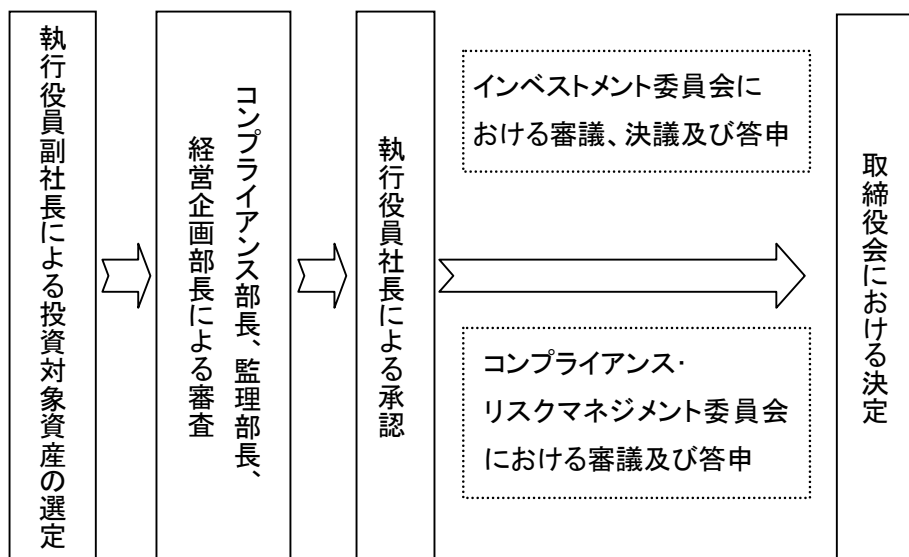 執行役員副社長による投資対象資産の選定
コンプライアンス部長、監理部長、
経営企画部長による審査
執行役員社長による承認
インベストメント委員会に
おける審議、決議及び答申
コンプライアンス・
リスクマネジメント委員会
における審議及び答申
取締役会における決定